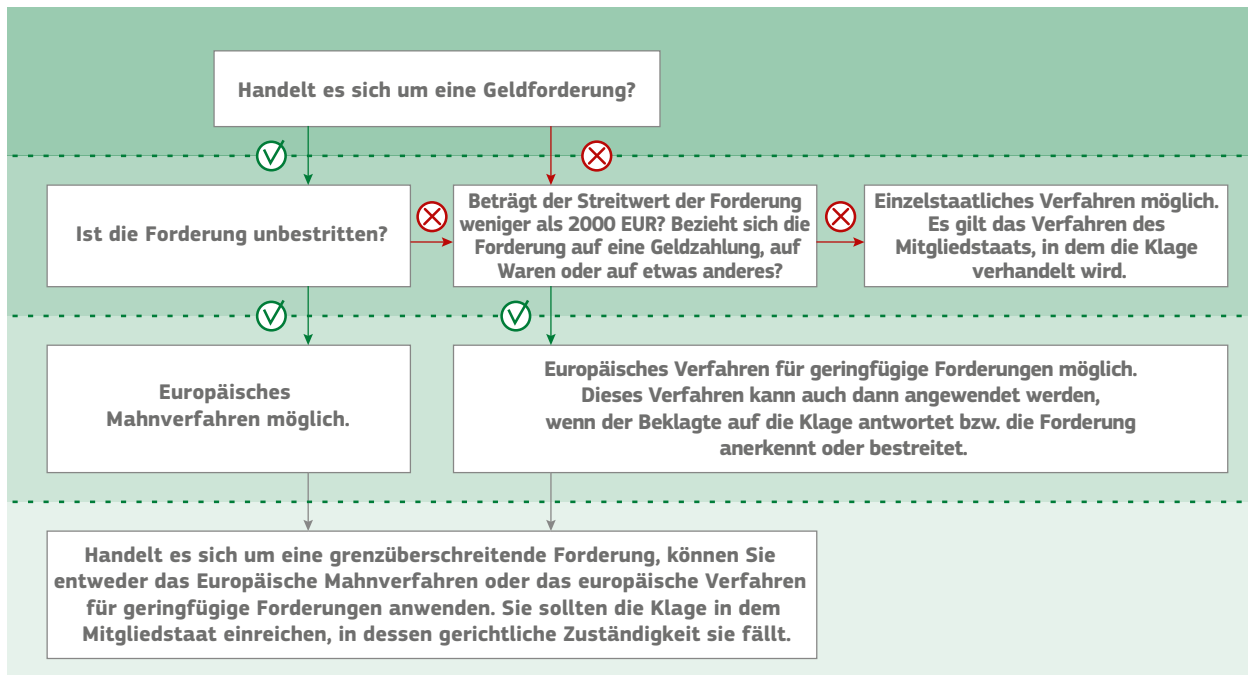 Handelt es sich um eine Geldforderung?
Ist die Forderung unbestritten?
Beträgt der Streitwert der Forderung
weniger als 2000 EUR? Bezieht sich die
Forderung auf eine Geldzahlung, auf
Waren oder auf etwas anderes?
Einzelstaatliches Verfahren möglich.
Es gilt das Verfahren des
Mitgliedstaats, in dem die Klage
verhandelt wird.
Europäisches
Mahnverfahren möglich.
Europäisches Verfahren für geringfügige Forderungen möglich.
Dieses Verfahren kann auch dann angewendet werden,
wenn der Beklagte auf die Klage antwortet bzw. die Forderung
anerkennt oder bestreitet.
Handelt es sich um eine grenzüberschreitende Forderung, können Sie
entweder das Europäische Mahnverfahren oder das europäische Verfahren
für geringfügige Forderungen anwenden. Sie sollten die Klage in dem
Mitgliedstaat einreichen, in dessen gerichtliche Zuständigkeit sie fällt.